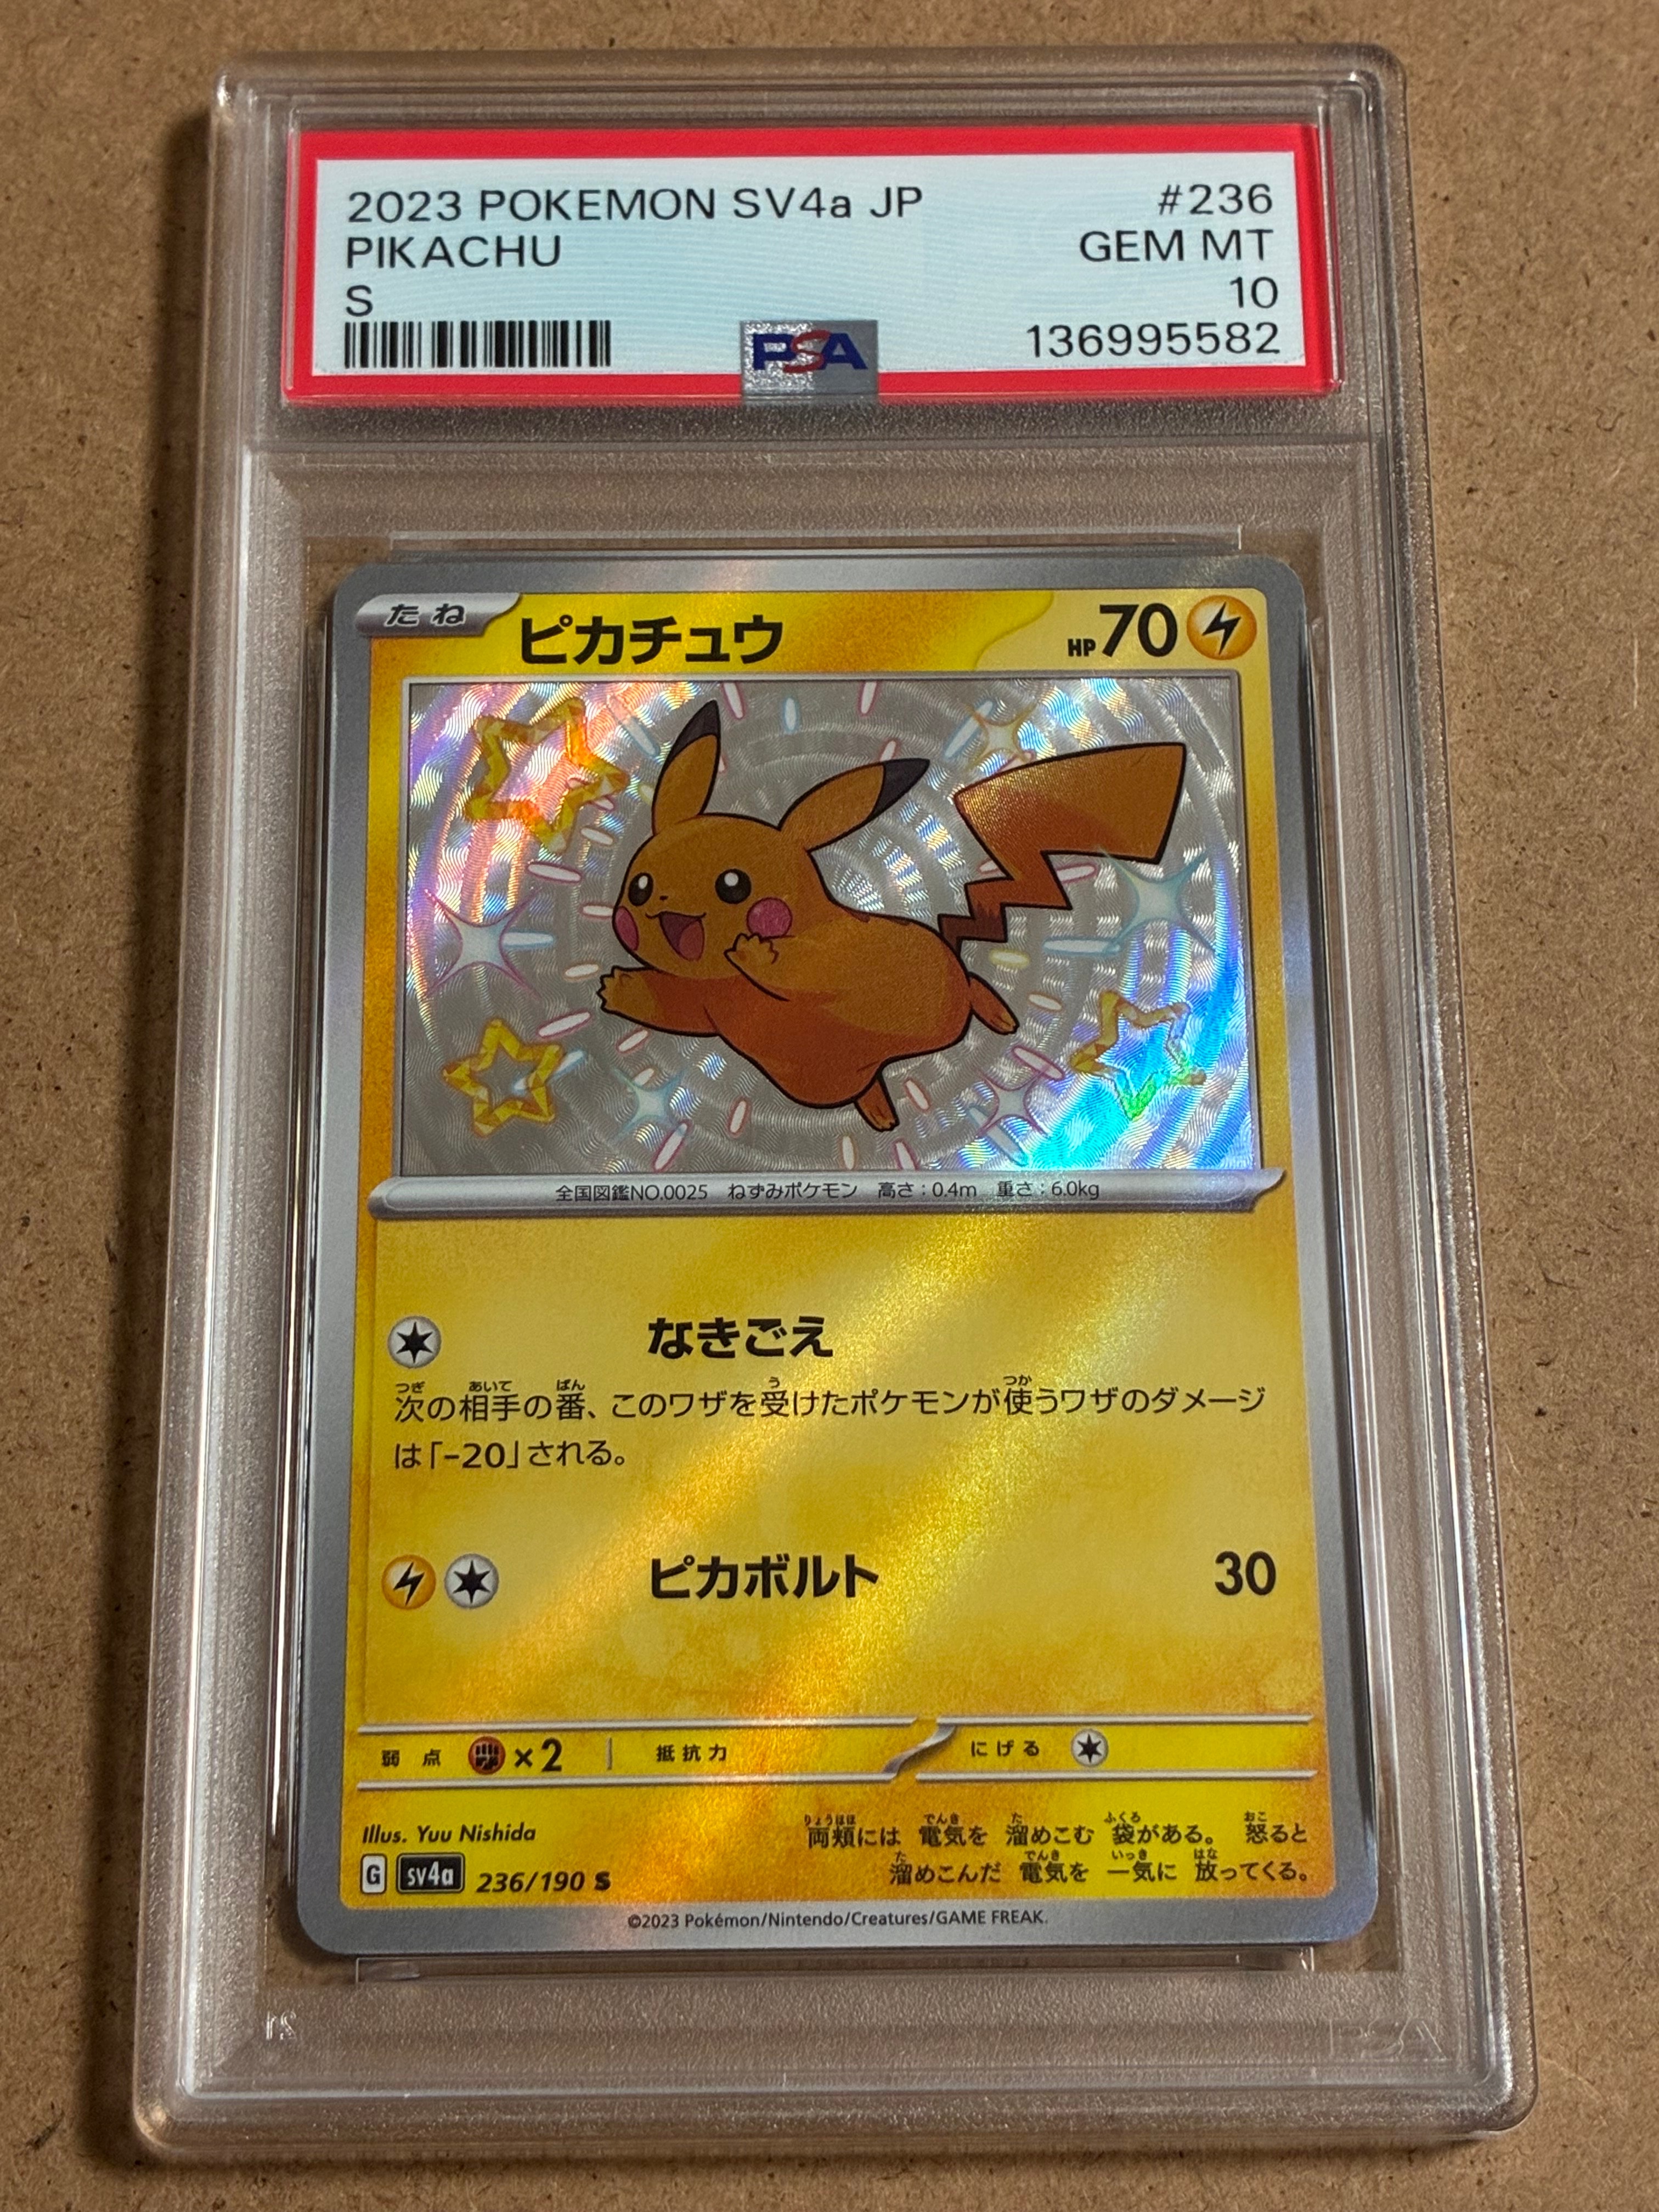 2023 POKEMON SV4a JP #236
PIKACHU GEM MT
S 10
PSA 136995582
たね ピカチュウ HP70
全国図鑑NO.0025 ねずみポケモン 高さ:0.4m 重さ:6.0kg
なきごえ
次の相手の番、このワザを受けたポケモンが使うワザのダメージ
は「-20」される。
ピカボルト 30
弱点 ×2 抵抗力 にげる
Illus. Yuu Nishida
両頬には 電気を 溜めこむ 袋がある。 怒ると
溜めこんだ 電気を 一気に 放ってくる。
G sv4a 236/190 S
©2023 Pokémon/Nintendo/Creatures/GAME FREAK.
PSA